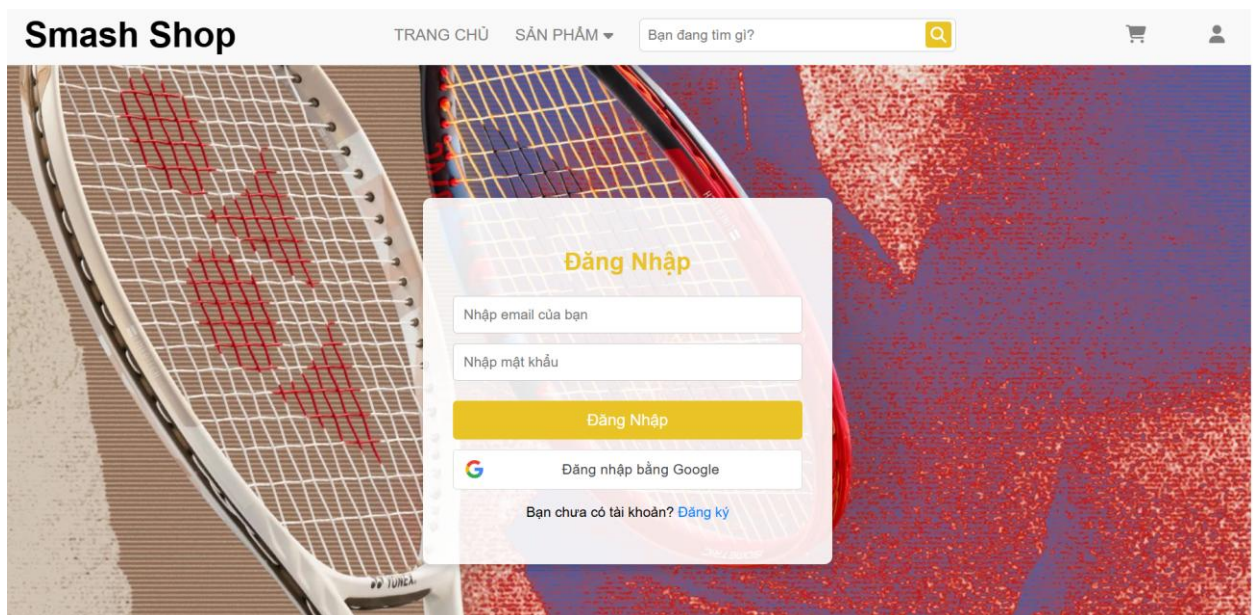 Smash Shop
TRANG CHỦ
SẢN PHẨM
Bạn đang tìm gì?
Đăng Nhập
Nhập email của bạn
Nhập mật khẩu
Đăng Nhập
Đăng nhập bằng Google
Bạn chưa có tài khoản? Đăng ký
YONEX